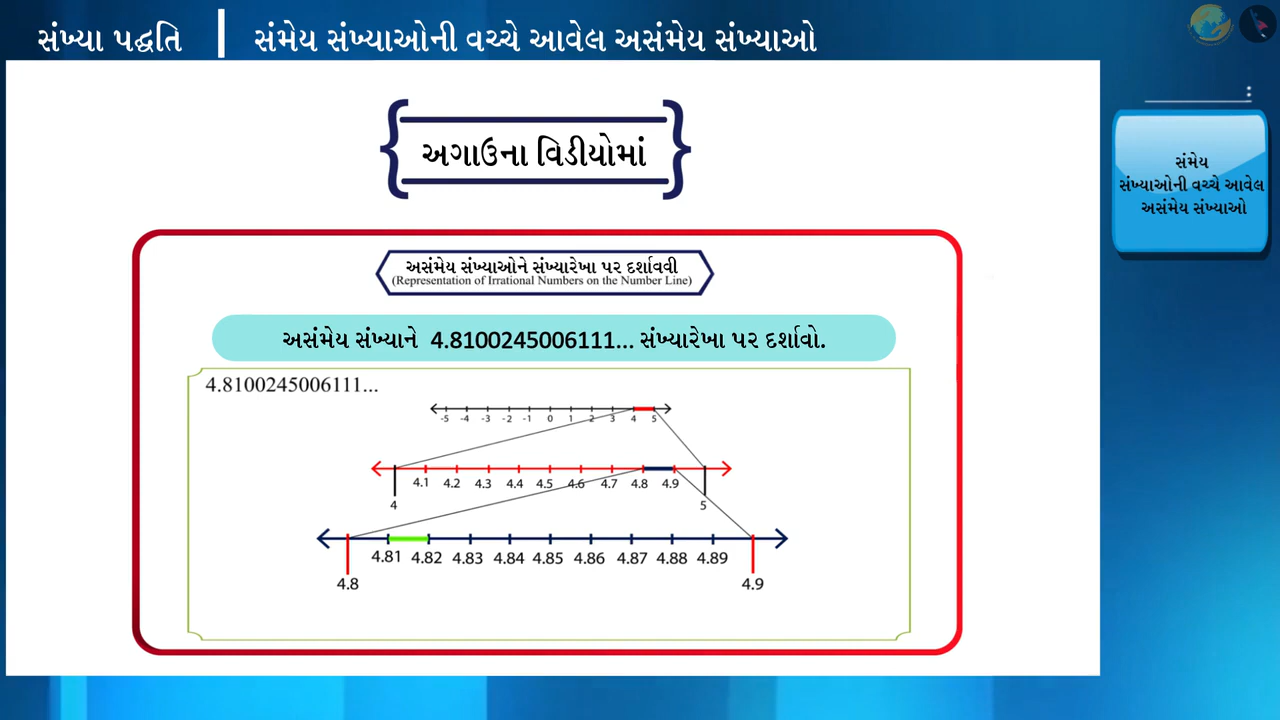 સંખ્યા પદ્ધતિ | સંમેય સંખ્યાઓની વચ્ચે આવેલ અસંમેય સંખ્યાઓ
અગાઉના વિડીયોમાં
સંમેય
સંખ્યાઓની વચ્ચે આવેલ
અસંમેય સંખ્યાઓ
અસંમેય સંખ્યાઓને સંખ્યારેખા પર દર્શાવવી
(Representation of Irrational Numbers on the Number Line)
અસંમેય સંખ્યાને 4.8100245006111... સંખ્યારેખા પર દર્શાવો.
4.8100245006111...
-5 -4 -3 -2 -1 0 1 2 3 4 5
4.1 4.2 4.3 4.4 4.5 4.6 4.7 4.8 4.9
4 5
4.81 4.82 4.83 4.84 4.85 4.86 4.87 4.88 4.89
4.8 4.9